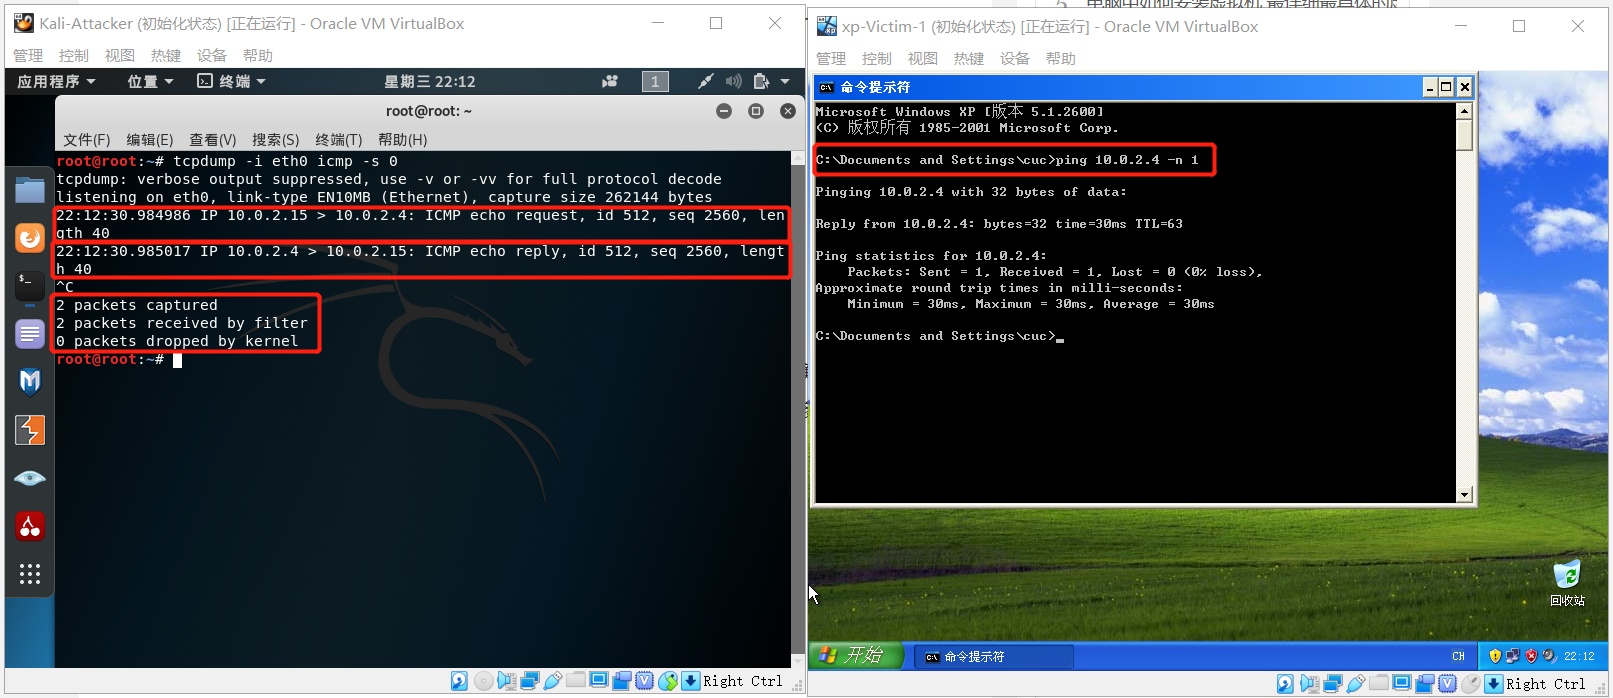 Kali-Attacker (初始化状态) [正在运行] - Oracle VM VirtualBox
管理 控制 视图 热键 设备 帮助
应用程序 位置 终端 星期三 22:12 1
root@root: ~
文件(F) 编辑(E) 查看(V) 搜索(S) 终端(T) 帮助(H)
root@root:~# tcpdump -i eth0 icmp -s 0
tcpdump: verbose output suppressed, use -v or -vv for full protocol decode
listening on eth0, link-type EN10MB (Ethernet), capture size 262144 bytes
22:12:30.984986 IP 10.0.2.15 > 10.0.2.4: ICMP echo request, id 512, seq 2560, len
gth 40
22:12:30.985017 IP 10.0.2.4 > 10.0.2.15: ICMP echo reply, id 512, seq 2560, lengt
h 40
^C
2 packets captured
2 packets received by filter
0 packets dropped by kernel
root@root:~#
Right Ctrl
xp-Victim-1 (初始化状态) [正在运行] - Oracle VM VirtualBox
管理 控制 视图 热键 设备 帮助
命令提示符
Microsoft Windows XP [版本 5.1.2600]
(C) 版权所有 1985-2001 Microsoft Corp.
C:\Documents and Settings\cuc>ping 10.0.2.4 -n 1
Pinging 10.0.2.4 with 32 bytes of data:
Reply from 10.0.2.4: bytes=32 time=30ms TTL=63
Ping statistics for 10.0.2.4:
Packets: Sent = 1, Received = 1, Lost = 0 (0% loss),
Approximate round trip times in milli-seconds:
Minimum = 30ms, Maximum = 30ms, Average = 30ms
C:\Documents and Settings\cuc>_
回收站
开始 命令提示符 CH 22:12
Right Ctrl